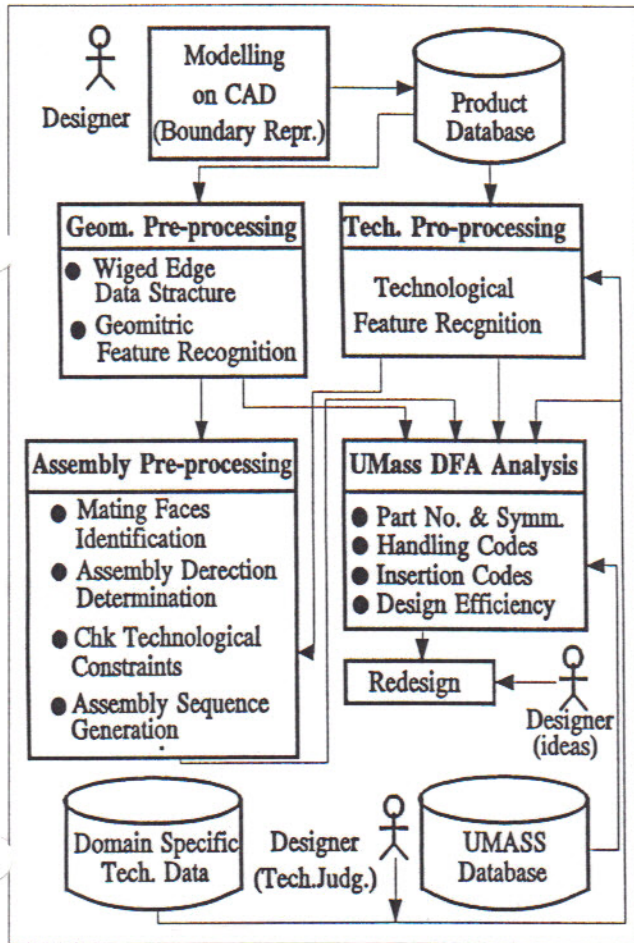 Designer
Modelling
on CAD
(Boundary Repr.)
Product
Database
Geom. Pre-processing
● Wiged Edge
Data Stracture
● Geomitric
Feature Recognition
Tech. Pro-processing
Technological
Feature Recgnition
Assembly Pre-processing
● Mating Faces
Identification
● Assembly Derection
Determination
● Chk Technological
Constraints
● Assembly Sequence
Generation
UMass DFA Analysis
● Part No. & Symm.
● Handling Codes
● Insertion Codes
● Design Efficiency
Redesign
Designer
(ideas)
Domain Specific
Tech. Data
Designer
(Tech.Judg.)
UMASS
Database